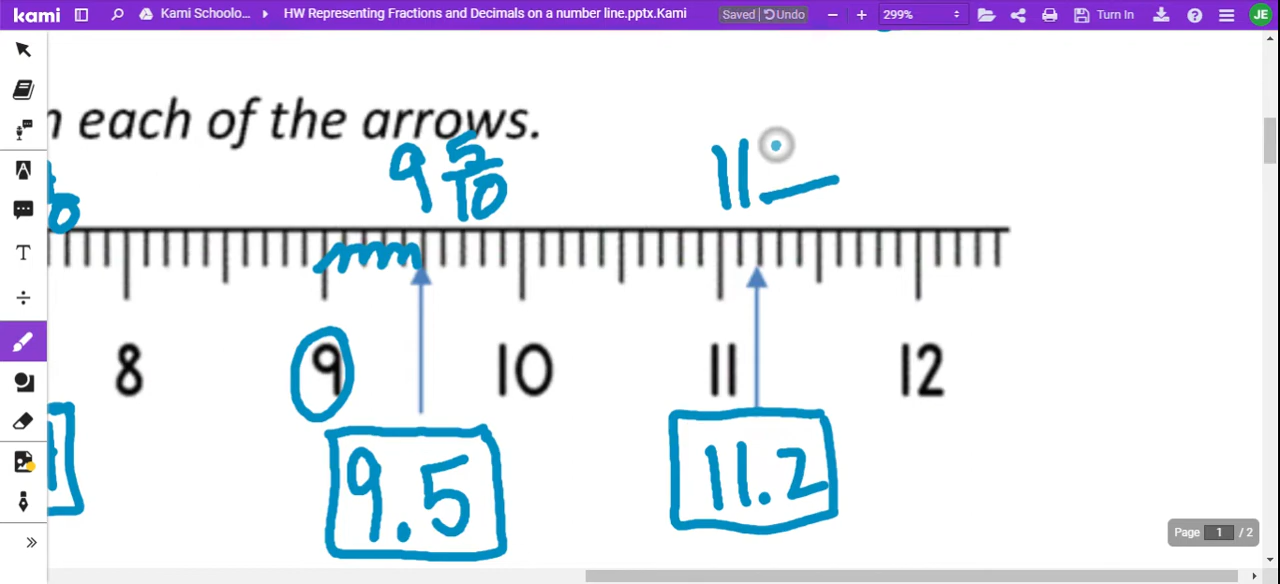 kami Kami Schoolo... HW Representing Fractions and Decimals on a number line.pptx.Kami Saved Undo 299% Turn In JE
each of the arrows.
9 5/10 11
8 9 10 11 12
9.5 11.2
Page 1 / 2